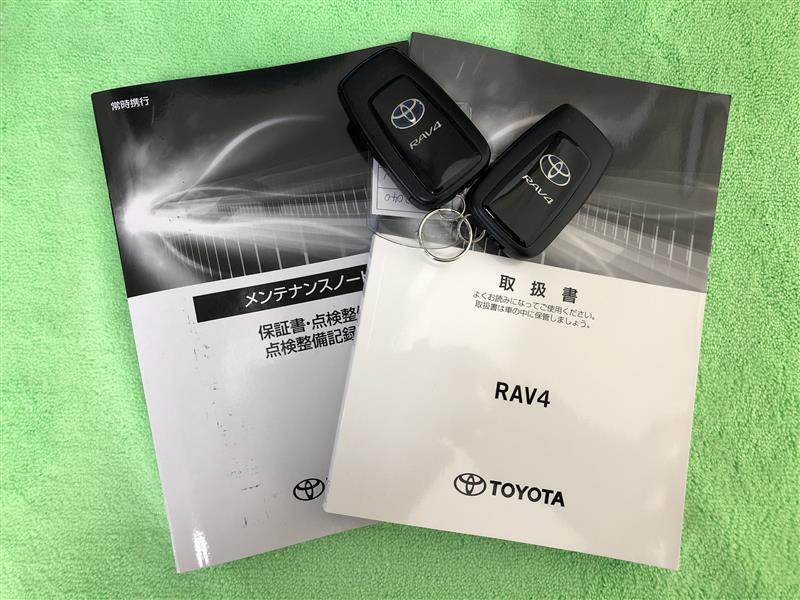 常時携行
メンテナンスノート
保証書・点検整
点検整備記録
RAV4
RAV4
取扱書
よくお読みになってご使用ください。
取扱書は車の中に保管しましょう。
RAV4
TOYOTA